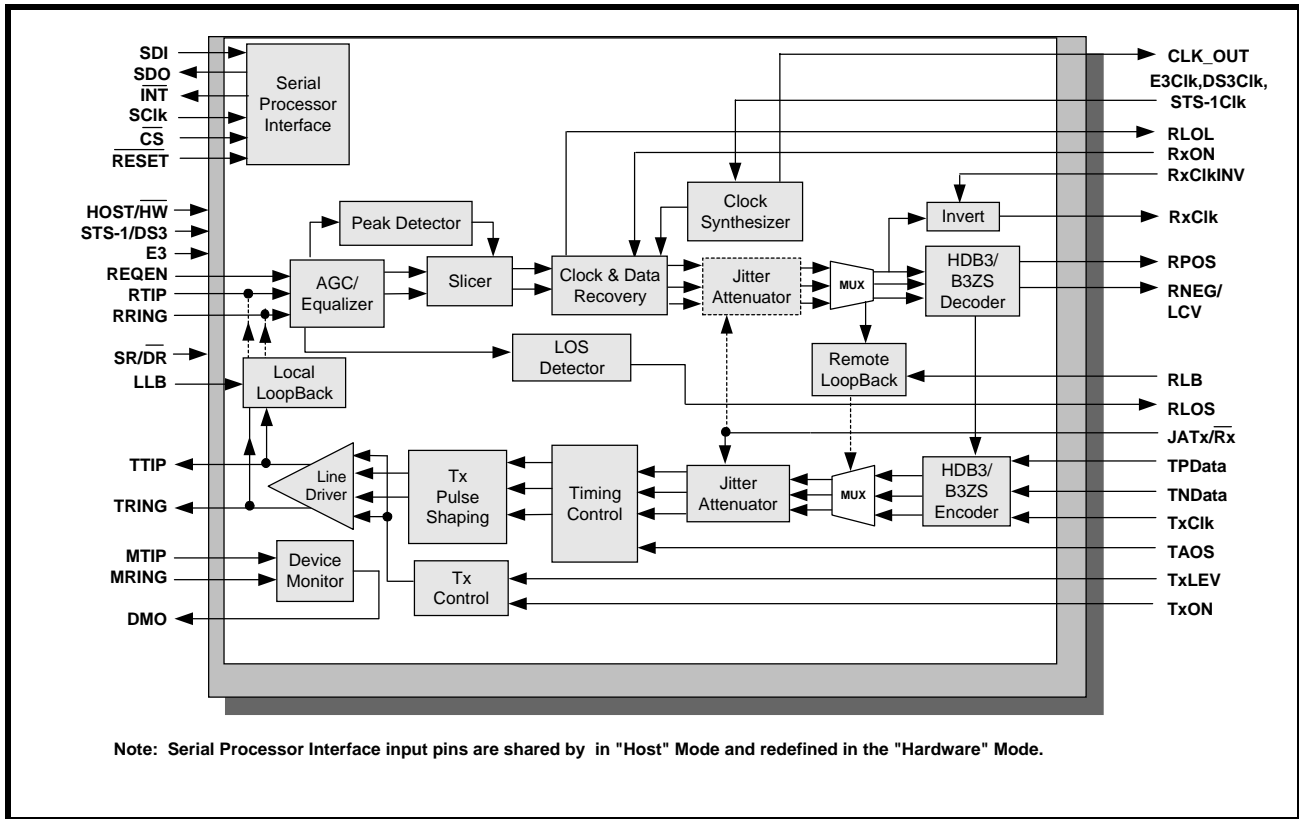 SDI
SDO
INT
SClk
CS
RESET
HOST/HW
STS-1/DS3
E3
REQEN
RTIP
RRING
SR/DR
LLB
TTIP
TRING
MTIP
MRING
DMO
Serial
Processor
Interface
Peak Detector
AGC/
Equalizer
Slicer
LOS
Detector
Local
LoopBack
Clock & Data
Recovery
Clock
Synthesizer
Jitter
Attenuator
MUX
Invert
HDB3/
B3ZS
Decoder
Remote
LoopBack
Line
Driver
Tx
Pulse
Shaping
Timing
Control
Jitter
Attenuator
MUX
HDB3/
B3ZS
Encoder
Device
Monitor
Tx
Control
CLK_OUT
E3Clk,DS3Clk,
STS-1Clk
RLOL
RxON
RxClkINV
RxClk
RPOS
RNEG/
LCV
RLB
RLOS
JATx/Rx
TPData
TNData
TxClk
TAOS
TxLEV
TxON
Note: Serial Processor Interface input pins are shared by in "Host" Mode and redefined in the "Hardware" Mode.